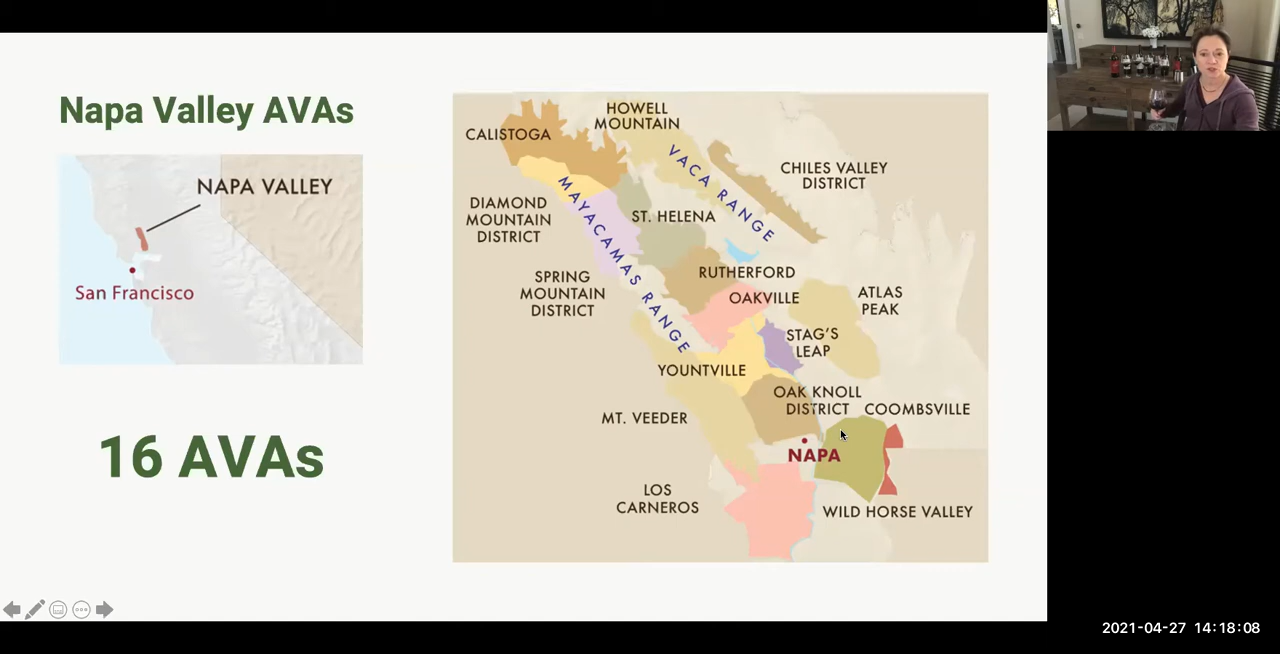 Napa Valley AVAs
NAPA VALLEY
San Francisco
16 AVAs
HOWELL
MOUNTAIN
CALISTOGA
VACA RANGE
CHILES VALLEY
DISTRICT
DIAMOND
MOUNTAIN
DISTRICT
MAYACAMAS RANGE
ST. HELENA
SPRING
MOUNTAIN
DISTRICT
RUTHERFORD
OAKVILLE
ATLAS
PEAK
STAG'S
LEAP
YOUNTVILLE
OAK KNOLL
DISTRICT
COOMBSVILLE
MT. VEEDER
NAPA
LOS
CARNEROS
WILD HORSE VALLEY
2021-04-27 14:18:08